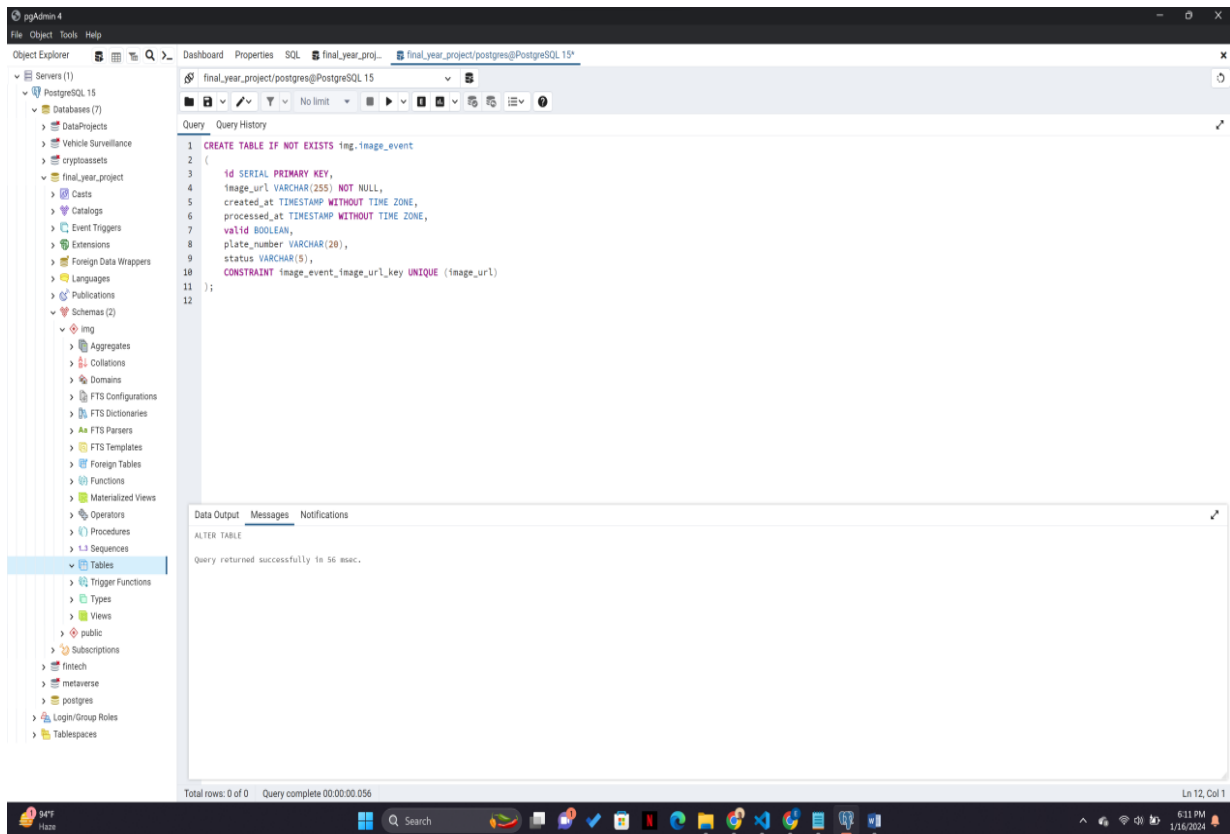 pgAdmin 4
File Object Tools Help
Object Explorer
Dashboard Properties SQL final_year_proj... final_year_project/postgres@PostgreSQL 15*
Servers (1)
PostgreSQL 15
Databases (7)
DataProjects
Vehicle Surveillance
cryptoassets
final_year_project
Casts
Catalogs
Event Triggers
Extensions
Foreign Data Wrappers
Languages
Publications
Schemas (2)
img
Aggregates
Collations
Domains
FTS Configurations
FTS Dictionaries
Aa FTS Parsers
FTS Templates
Foreign Tables
Functions
Materialized Views
Operators
Procedures
1..3 Sequences
Tables
Trigger Functions
Types
Views
public
Subscriptions
fintech
metaverse
postgres
Login/Group Roles
Tablespaces
final_year_project/postgres@PostgreSQL 15
No limit
Query Query History
1 CREATE TABLE IF NOT EXISTS img.image_event
2 (
3 id SERIAL PRIMARY KEY,
4 image_url VARCHAR(255) NOT NULL,
5 created_at TIMESTAMP WITHOUT TIME ZONE,
6 processed_at TIMESTAMP WITHOUT TIME ZONE,
7 valid BOOLEAN,
8 plate_number VARCHAR(20),
9 status VARCHAR(5),
10 CONSTRAINT image_event_image_url_key UNIQUE (image_url)
11 );
12
Data Output Messages Notifications
ALTER TABLE
Query returned successfully in 56 msec.
Total rows: 0 of 0 Query complete 00:00:00.056 Ln 12, Col 1
94°F
Haze
Search
6:11 PM
1/16/2024